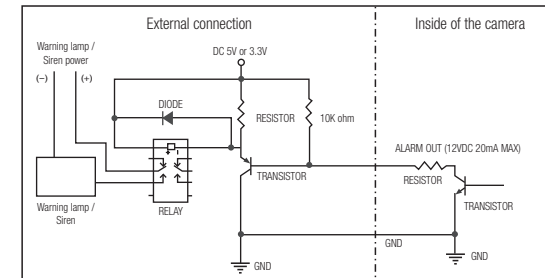 External connection
Inside of the camera
Warning lamp /
Siren power
(−)
(+)
DC 5V or 3.3V
DIODE
RESISTOR
10K ohm
ALARM OUT (12VDC 20mA MAX)
RESISTOR
TRANSISTOR
TRANSISTOR
Warning lamp /
Siren
RELAY
GND
GND
GND